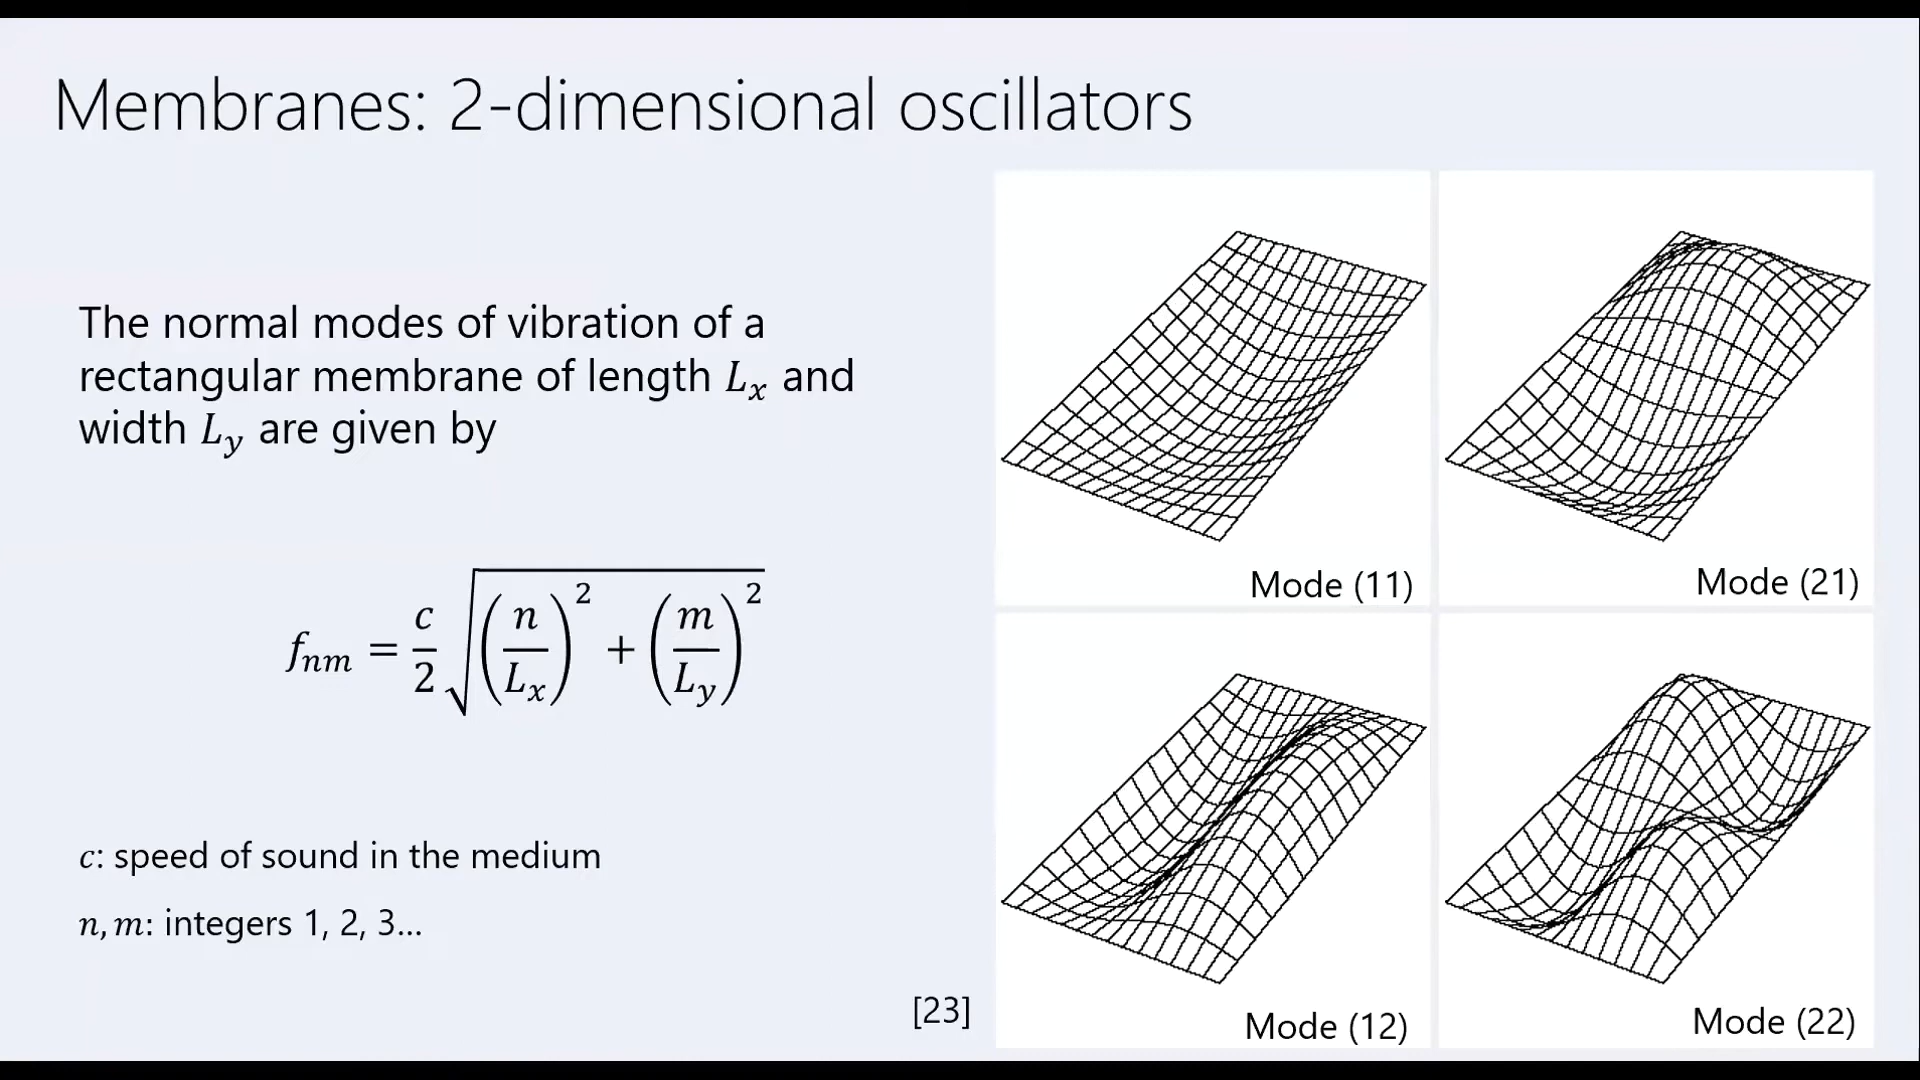 Membranes: 2-dimensional oscillators
The normal modes of vibration of a
rectangular membrane of length Lₓ and
width L_y are given by
f_{nm} = \frac{c}{2} \sqrt{\left(\frac{n}{L_x}\right)^2 + \left(\frac{m}{L_y}\right)^2}
c: speed of sound in the medium
n, m: integers 1, 2, 3...
[23]
Mode (11)
Mode (21)
Mode (12)
Mode (22)